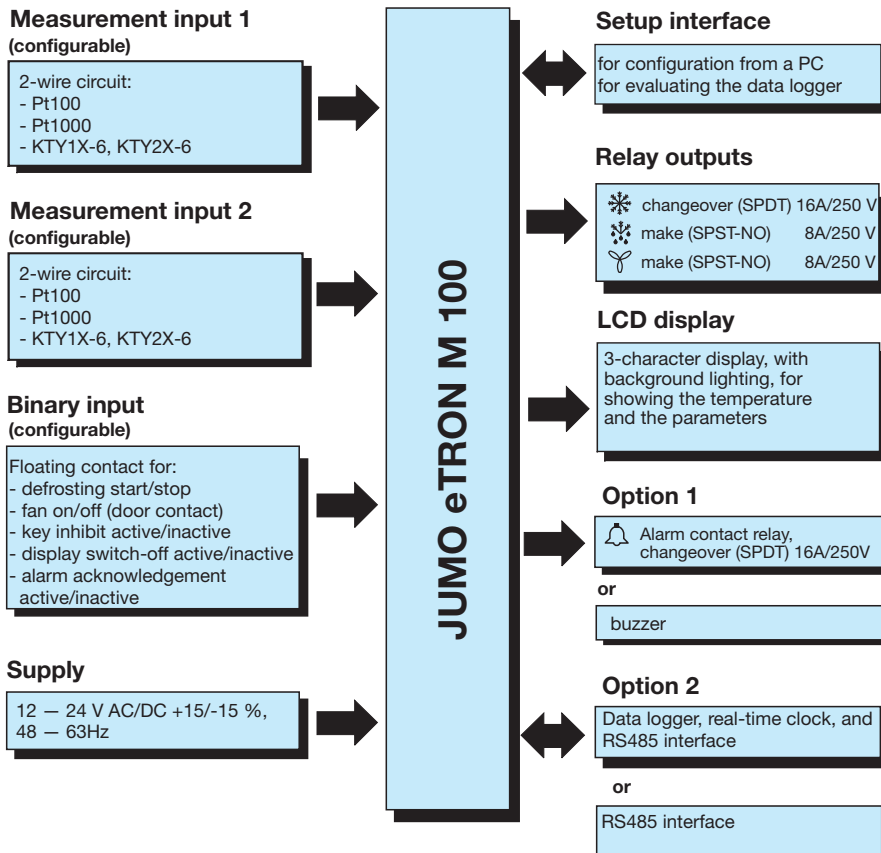 Measurement input 1
(configurable)
2-wire circuit:
- Pt100
- Pt1000
- KTY1X-6, KTY2X-6
Measurement input 2
(configurable)
2-wire circuit:
- Pt100
- Pt1000
- KTY1X-6, KTY2X-6
Binary input
(configurable)
Floating contact for:
- defrosting start/stop
- fan on/off (door contact)
- key inhibit active/inactive
- display switch-off active/inactive
- alarm acknowledgement
active/inactive
Supply
12 – 24 V AC/DC +15/-15 %,
48 – 63Hz
JUMO eTRON M 100
Setup interface
for configuration from a PC
for evaluating the data logger
Relay outputs
changeover (SPDT) 16A/250 V
make (SPST-NO) 8A/250 V
make (SPST-NO) 8A/250 V
LCD display
3-character display, with
background lighting, for
showing the temperature
and the parameters
Option 1
Alarm contact relay,
changeover (SPDT) 16A/250V
or
buzzer
Option 2
Data logger, real-time clock, and
RS485 interface
or
RS485 interface